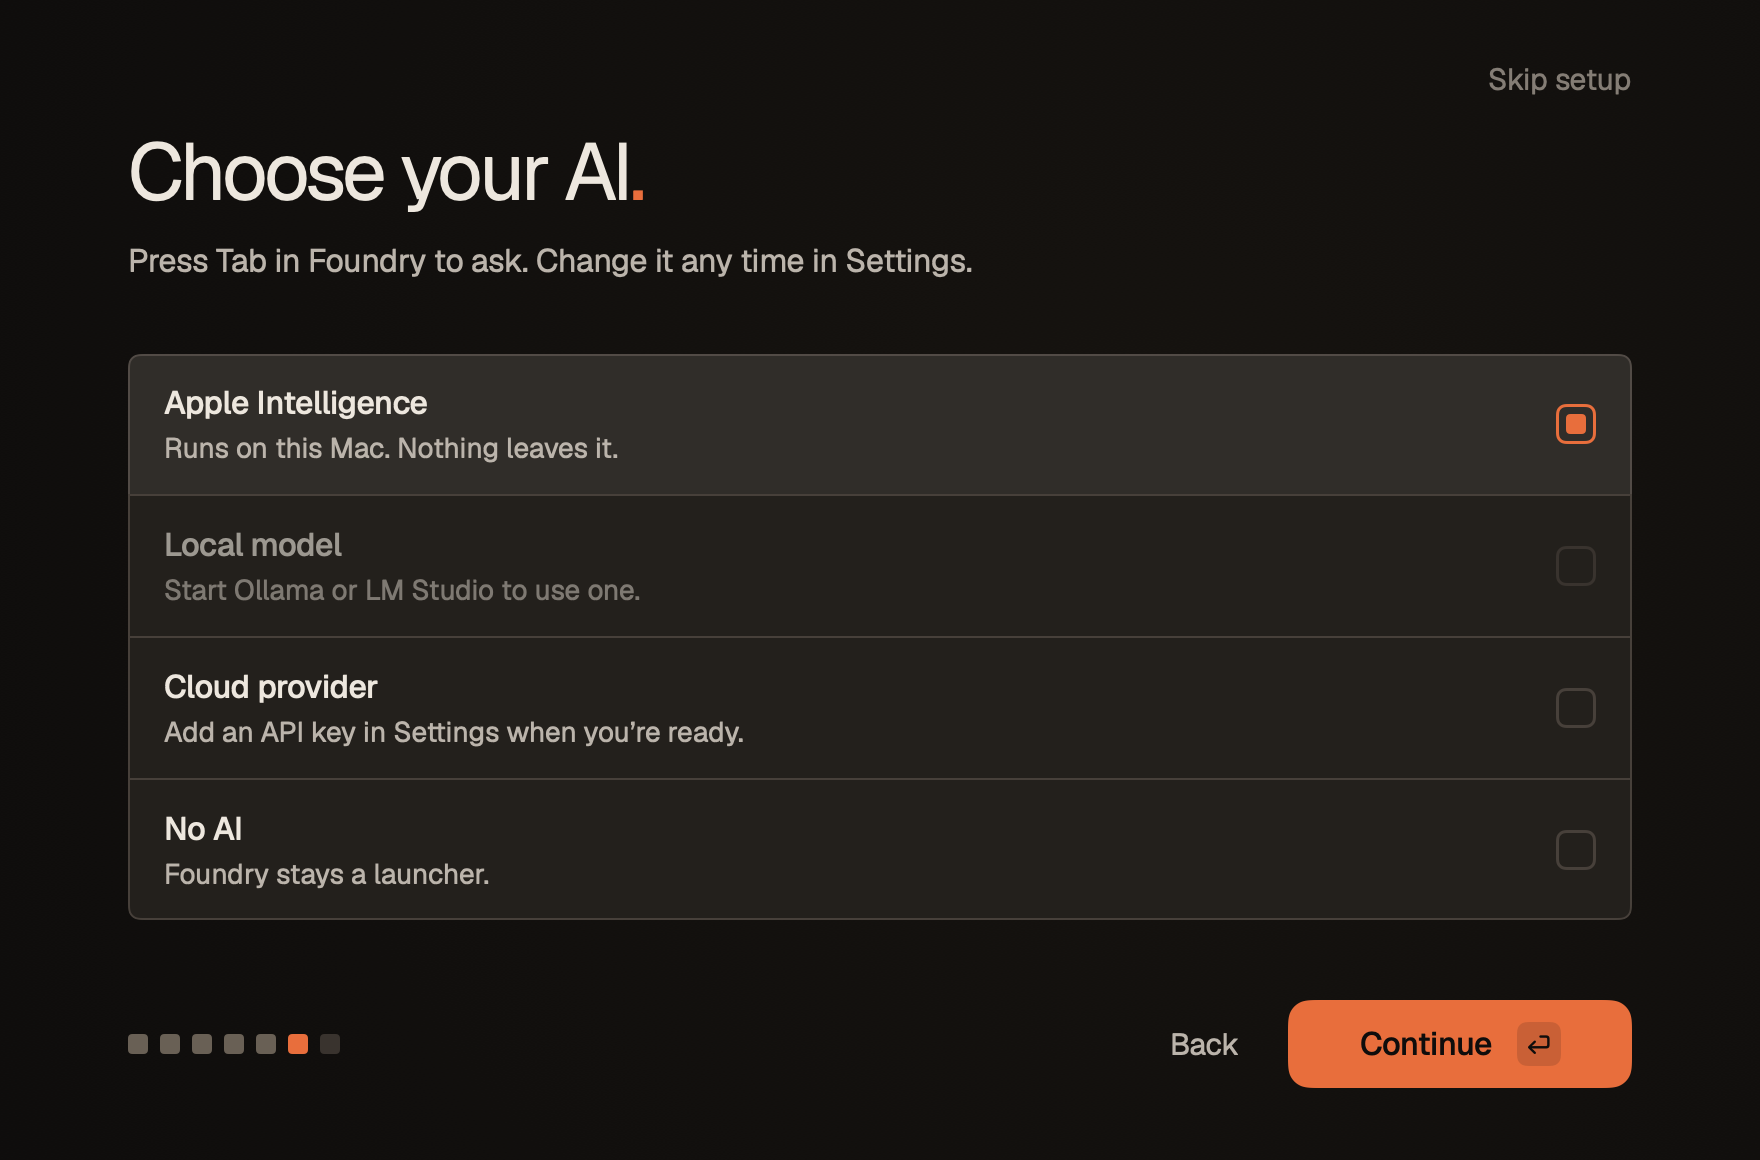 Skip setup
Choose your AI.
Press Tab in Foundry to ask. Change it any time in Settings.
Apple Intelligence
Runs on this Mac. Nothing leaves it.
Local model
Start Ollama or LM Studio to use one.
Cloud provider
Add an API key in Settings when you’re ready.
No AI
Foundry stays a launcher.
Back
Continue